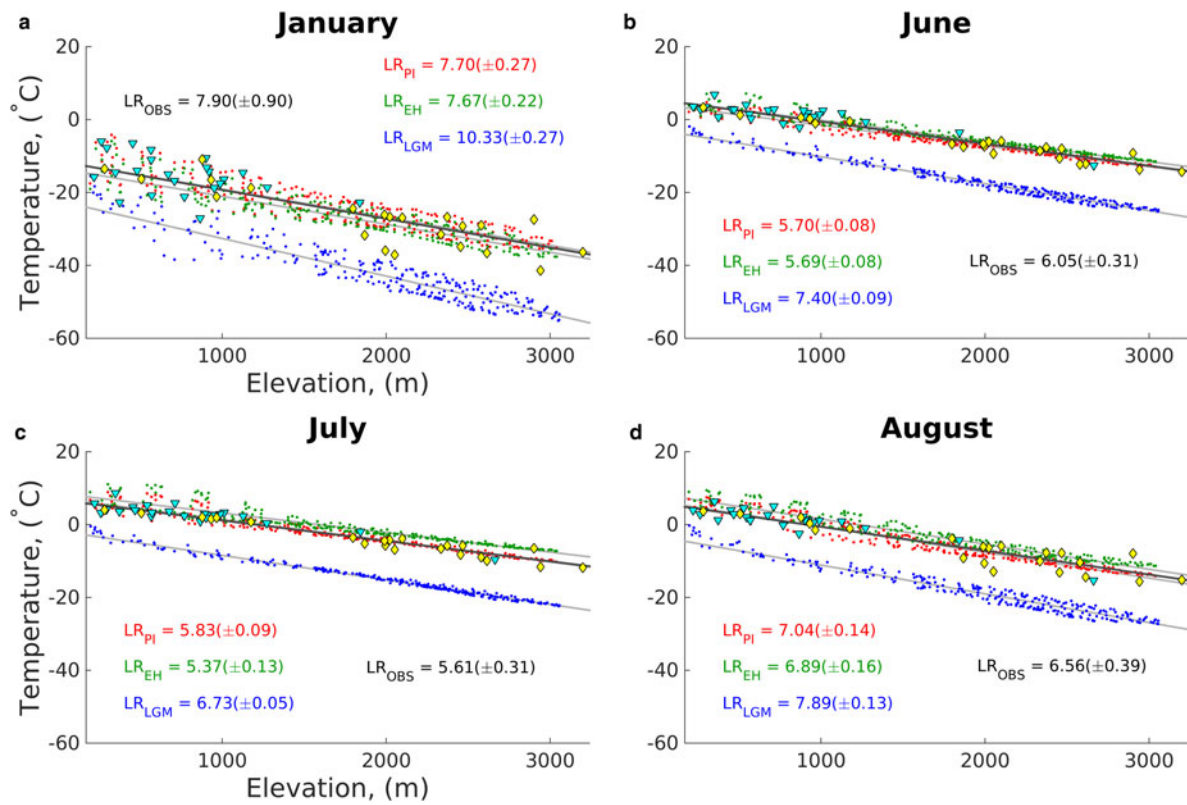 a
January
20
0
-20
-40
-60
Temperature, (°C)
LR_OBS = 7.90(±0.90)
LR_PI = 7.70(±0.27)
LR_EH = 7.67(±0.22)
LR_LGM = 10.33(±0.27)
1000
2000
3000
Elevation, (m)
b
June
20
0
-20
-40
-60
LR_PI = 5.70(±0.08)
LR_EH = 5.69(±0.08)
LR_LGM = 7.40(±0.09)
LR_OBS = 6.05(±0.31)
1000
2000
3000
c
July
20
0
-20
-40
-60
Temperature, (°C)
LR_PI = 5.83(±0.09)
LR_EH = 5.37(±0.13)
LR_LGM = 6.73(±0.05)
LR_OBS = 5.61(±0.31)
1000
2000
3000
Elevation, (m)
d
August
20
0
-20
-40
-60
LR_PI = 7.04(±0.14)
LR_EH = 6.89(±0.16)
LR_LGM = 7.89(±0.13)
LR_OBS = 6.56(±0.39)
1000
2000
3000